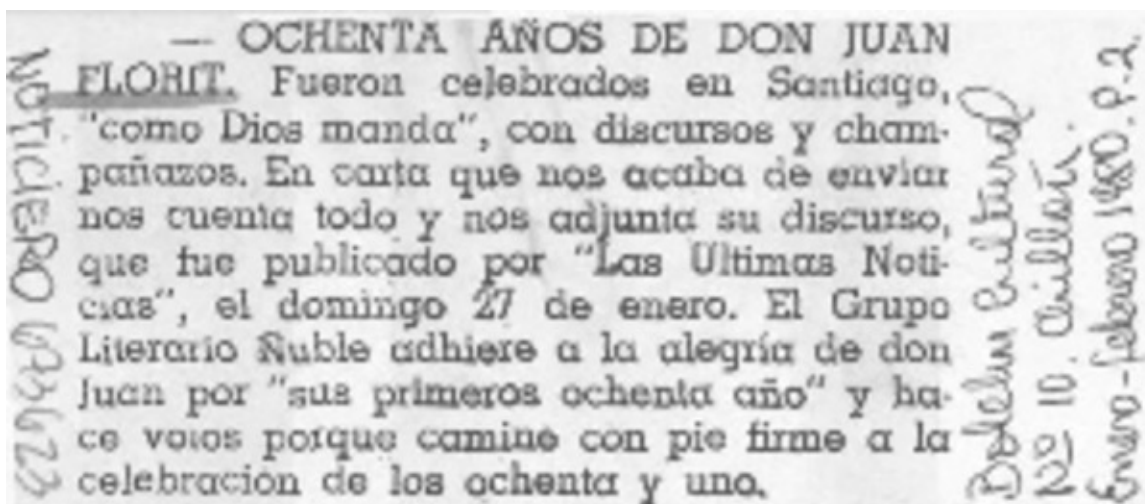 — OCHENTA AÑOS DE DON JUAN
FLORIT. Fueron celebrados en Santiago,
"como Dios manda", con discursos y cham-
pañazos. En carta que nos acaba de enviar
nos cuenta todo y nos adjunta su discurso,
que fue publicado por "Las Ultimas Noti-
cias", el domingo 27 de enero. El Grupo
Literario Ñuble adhiere a la alegría de don
Juan por "sus primeros ochenta año" y ha-
ce votos porque camine con pie firme a la
celebración de los ochenta y uno.
NOTICIERO 673623
Boletín Cultural
Nº 10. Chillán.
Enero-febrero 1980. P.2.